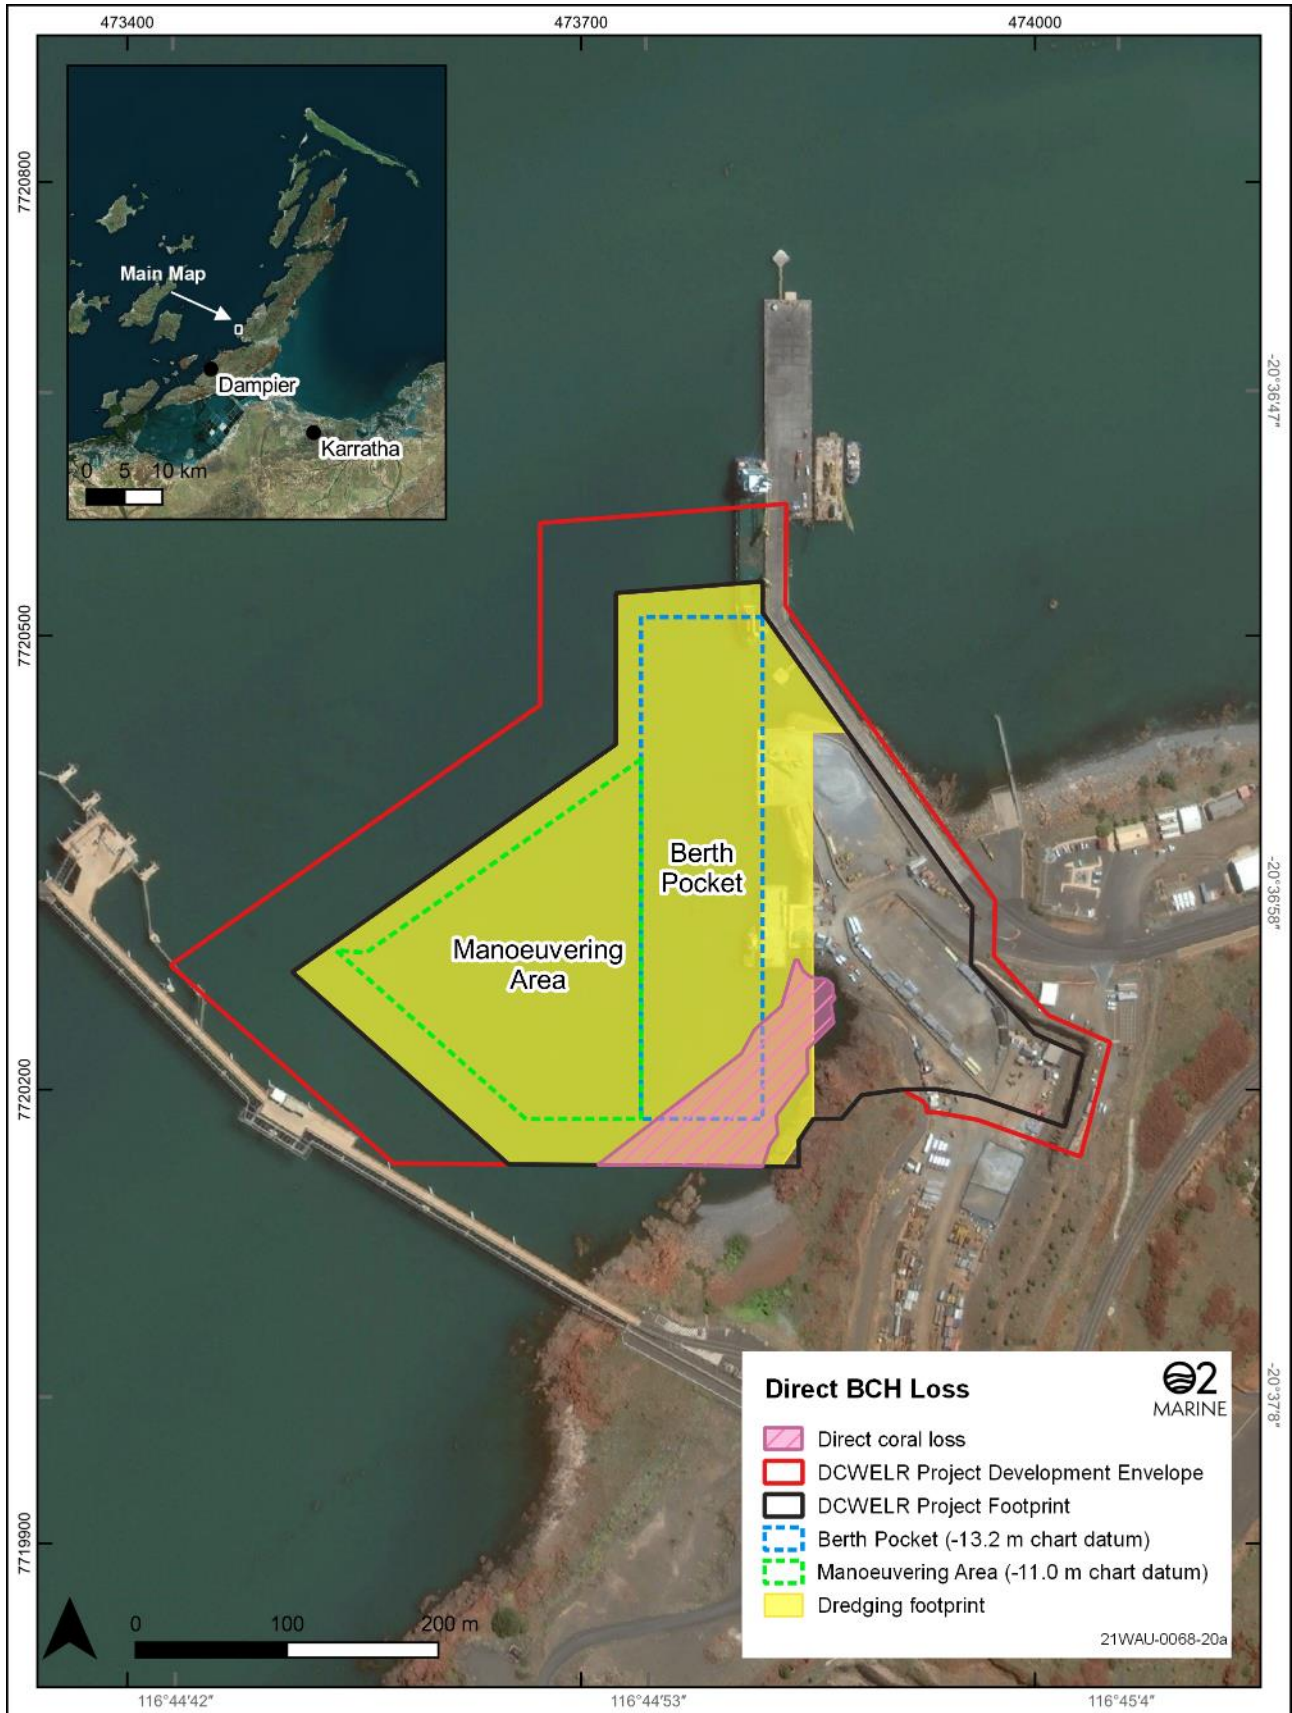 473400
473700
474000
7720800
7720500
7720200
7719900
-20°36'47"
-20°36'58"
-20°37'8"
Main Map
Dampier
Karratha
0 5 10 km
Berth
Pocket
Manoeuvering
Area
Direct BCH Loss
O2
MARINE
Direct coral loss
DCWELR Project Development Envelope
DCWELR Project Footprint
Berth Pocket (-13.2 m chart datum)
Manoeuvering Area (-11.0 m chart datum)
Dredging footprint
21WAU-0068-20a
0 100 200 m
116°44'42"
116°44'53"
116°45'4"